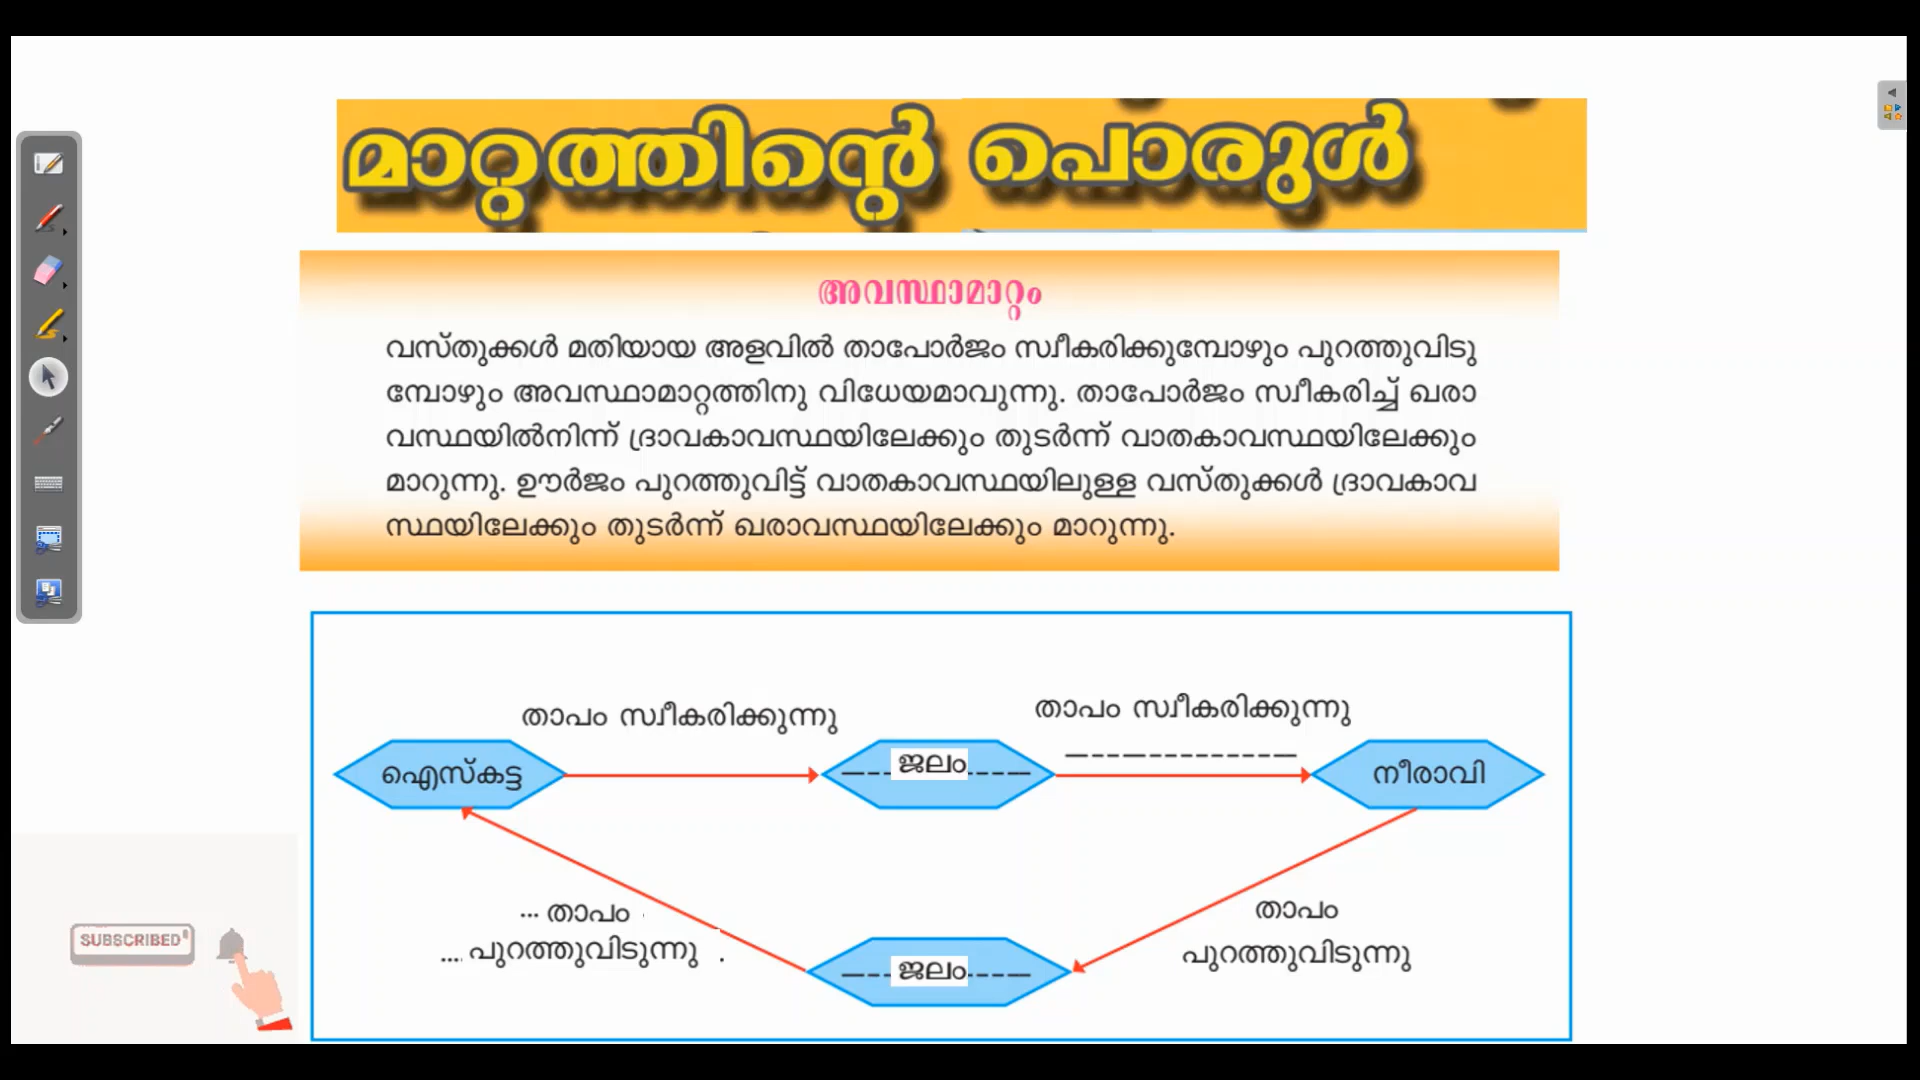 മാറ്റത്തിന്റെ പൊരുൾ
അവസ്ഥാമാറ്റം
വസ്തുക്കൾ മതിയായ അളവിൽ താപോർജം സ്വീകരിക്കുമ്പോഴും പുറത്തുവിടു
മ്പോഴും അവസ്ഥാമാറ്റത്തിനു വിധേയമാവുന്നു. താപോർജം സ്വീകരിച്ച് ഖരാ
വസ്ഥയിൽനിന്ന് ദ്രാവകാവസ്ഥയിലേക്കും തുടർന്ന് വാതകാവസ്ഥയിലേക്കും
മാറുന്നു. ഊർജം പുറത്തുവിട്ട് വാതകാവസ്ഥയിലുള്ള വസ്തുക്കൾ ദ്രാവകാവ
സ്ഥയിലേക്കും തുടർന്ന് ഖരാവസ്ഥയിലേക്കും മാറുന്നു.
താപം സ്വീകരിക്കുന്നു
താപം സ്വീകരിക്കുന്നു
ഐസ്കട്ട
ജലം
നീരാവി
... താപം
.... പുറത്തുവിടുന്നു .
താപം
പുറത്തുവിടുന്നു
ജലം
SUBSCRIBED